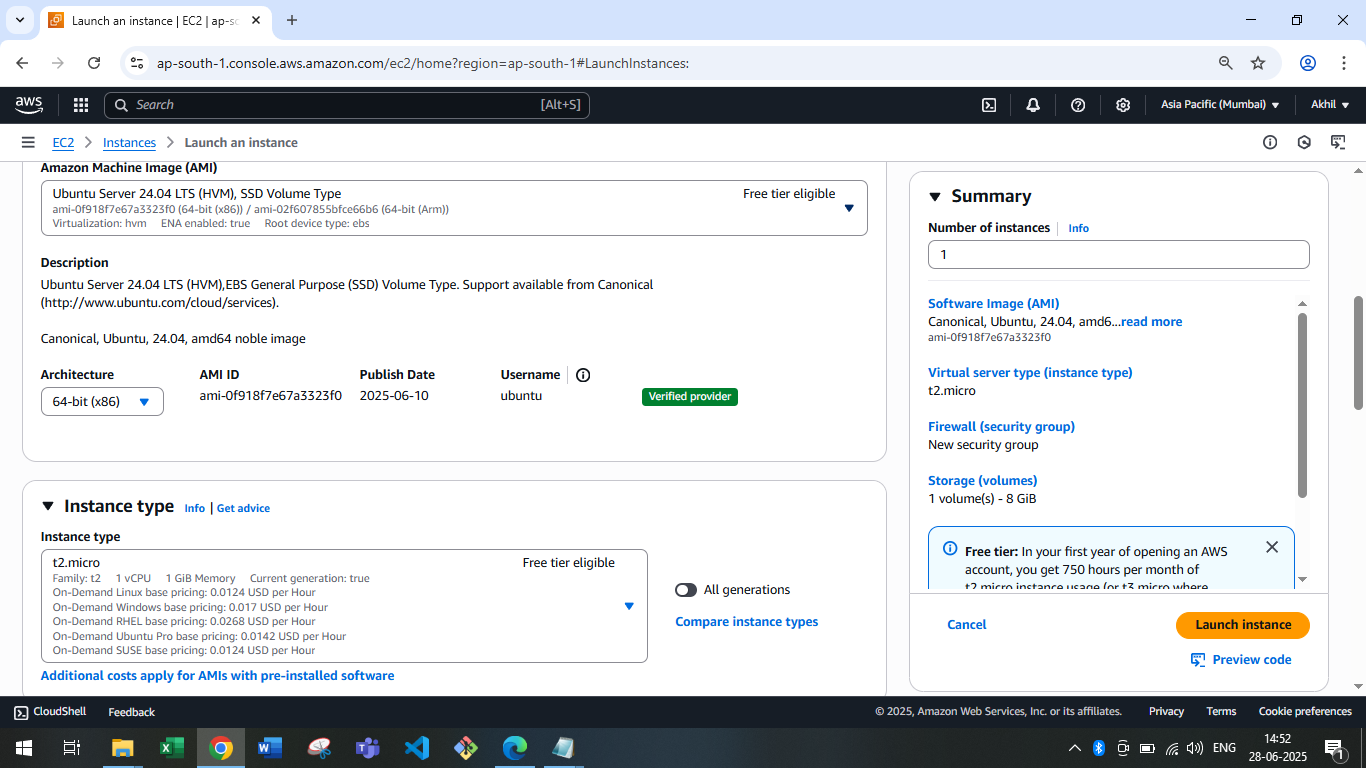 Launch an instance | EC2 | ap-so
ap-south-1.console.aws.amazon.com/ec2/home?region=ap-south-1#LaunchInstances:
aws
Search
[Alt+S]
Asia Pacific (Mumbai)
Akhil
EC2
Instances
Launch an instance
Amazon Machine Image (AMI)
Ubuntu Server 24.04 LTS (HVM), SSD Volume Type
Free tier eligible
ami-0f918f7e67a3323f0 (64-bit (x86)) / ami-02f607855bfce66b6 (64-bit (Arm))
Virtualization: hvm ENA enabled: true Root device type: ebs
Description
Ubuntu Server 24.04 LTS (HVM),EBS General Purpose (SSD) Volume Type. Support available from Canonical
(http://www.ubuntu.com/cloud/services).
Canonical, Ubuntu, 24.04, amd64 noble image
Architecture
64-bit (x86)
AMI ID
ami-0f918f7e67a3323f0
Publish Date
2025-06-10
Username
ubuntu
Verified provider
Instance type
Info | Get advice
Instance type
t2.micro
Free tier eligible
Family: t2 1 vCPU 1 GiB Memory Current generation: true
On-Demand Linux base pricing: 0.0124 USD per Hour
On-Demand Windows base pricing: 0.017 USD per Hour
On-Demand RHEL base pricing: 0.0268 USD per Hour
On-Demand Ubuntu Pro base pricing: 0.0142 USD per Hour
On-Demand SUSE base pricing: 0.0124 USD per Hour
All generations
Compare instance types
Additional costs apply for AMIs with pre-installed software
Summary
Number of instances
Info
1
Software Image (AMI)
Canonical, Ubuntu, 24.04, amd6...read more
ami-0f918f7e67a3323f0
Virtual server type (instance type)
t2.micro
Firewall (security group)
New security group
Storage (volumes)
1 volume(s) - 8 GiB
Free tier: In your first year of opening an AWS
account, you get 750 hours per month of
t2.micro instance usage (or t3.micro where
Cancel
Launch instance
Preview code
CloudShell
Feedback
© 2025, Amazon Web Services, Inc. or its affiliates.
Privacy
Terms
Cookie preferences
ENG
14:52
28-06-2025
1